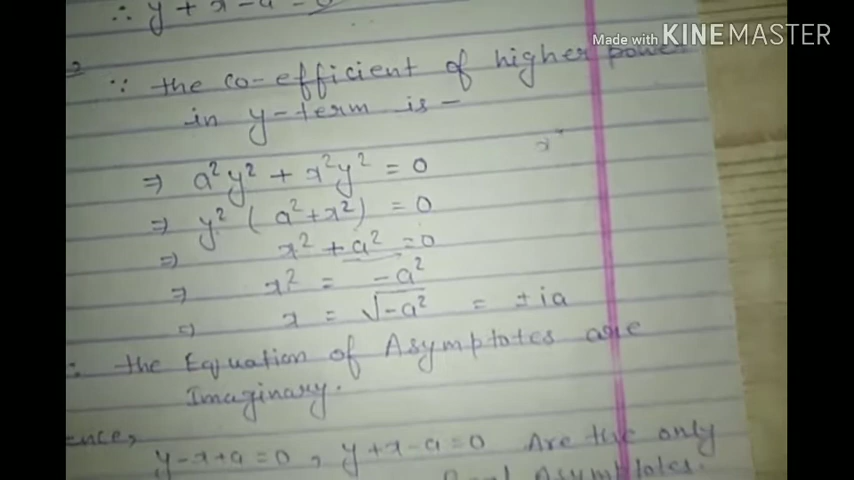 ∴ y + x - a = 0
Made with KINEMASTER
∵ the co-efficient of higher power
in y-term is -
⇒ a²y² + x²y² = 0
⇒ y² (a²+x²) = 0
⇒ x² + a² = 0
⇒ x² = -a²
⇒ x = √-a² = ± ia
: the Equation of Asymptotes are
Imaginary.
ence,
y-x+a=0, y+x-a=0 Are the only
Asymptotes.